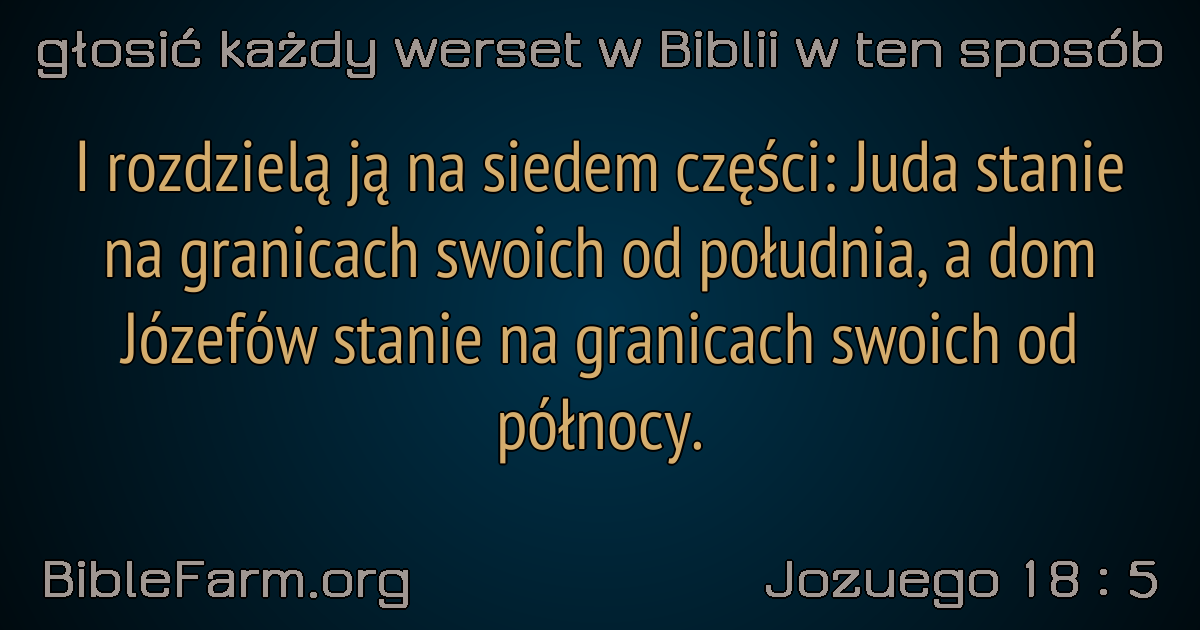 głosić każdy werset w Biblii w ten sposób
I rozdzielą ją na siedem części: Juda stanie
na granicach swoich od południa, a dom
Józefów stanie na granicach swoich od
północy.
BibleFarm.org
Jozuego 18 : 5